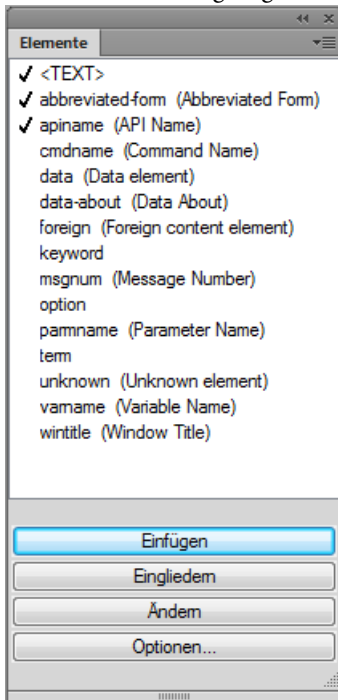 Elemente
<TEXT>
abbreviated-form (Abbreviated Form)
apiname (API Name)
cmdname (Command Name)
data (Data element)
data-about (Data About)
foreign (Foreign content element)
keyword
msgnum (Message Number)
option
parmname (Parameter Name)
term
unknown (Unknown element)
varname (Variable Name)
wintitle (Window Title)
Einfügen
Eingliedern
Ändern
Optionen...